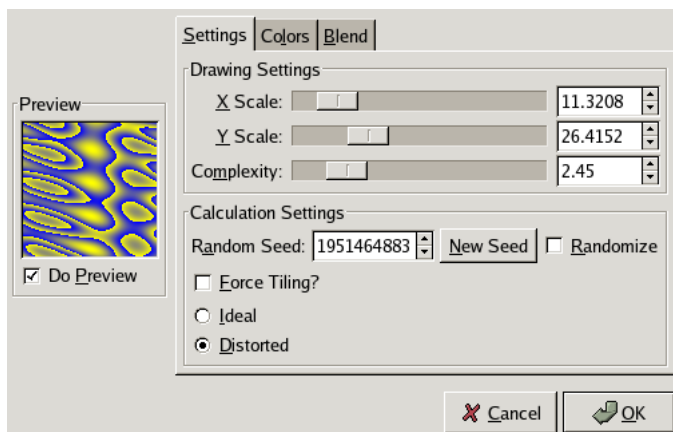 Settings Colors Blend
Drawing Settings
X Scale: 11.3208
Y Scale: 26.4152
Complexity: 2.45
Preview
Do Preview
Calculation Settings
Random Seed: 1951464883 New Seed Randomize
Force Tiling?
Ideal
Distorted
Cancel OK